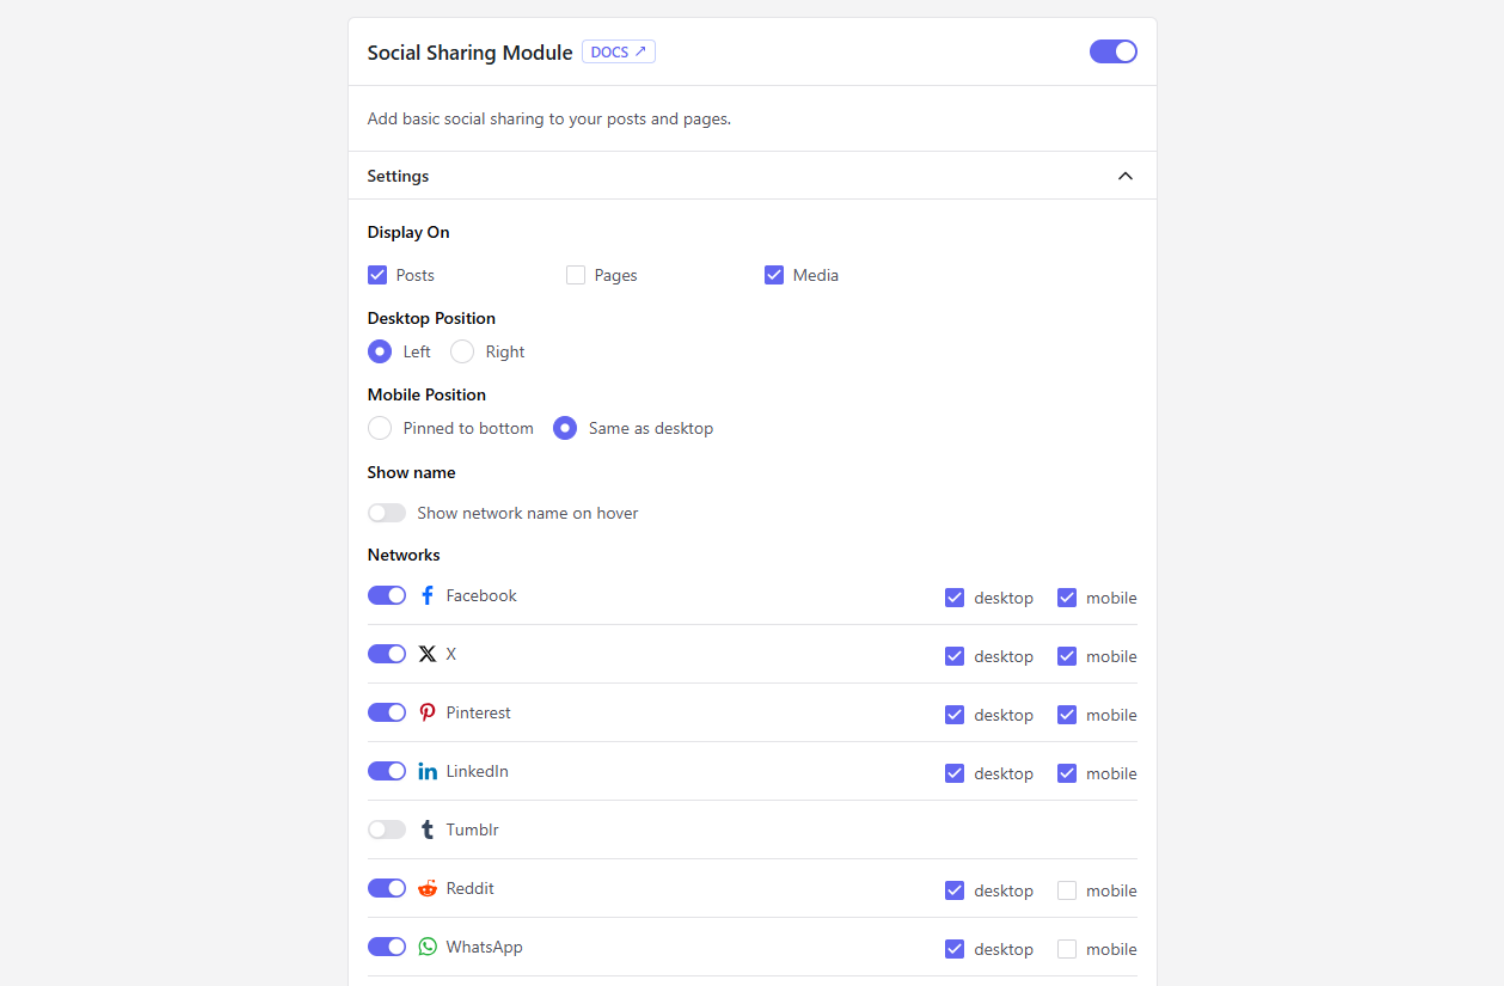 Social Sharing Module DOCS ↗
Add basic social sharing to your posts and pages.
Settings
Display On
Posts Pages Media
Desktop Position
Left Right
Mobile Position
Pinned to bottom Same as desktop
Show name
Show network name on hover
Networks
Facebook desktop mobile
X desktop mobile
Pinterest desktop mobile
LinkedIn desktop mobile
Tumblr
Reddit desktop mobile
WhatsApp desktop mobile